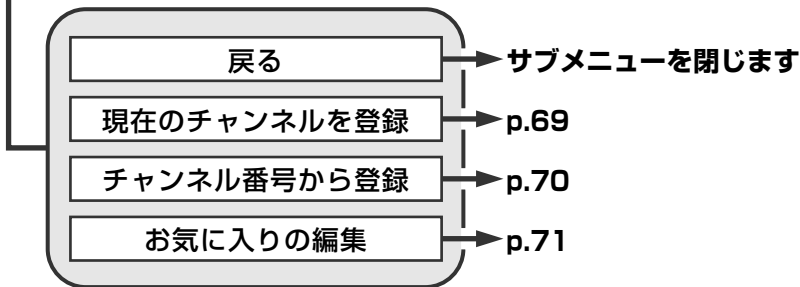 戻る サブメニューを閉じます
現在のチャンネルを登録 p.69
チャンネル番号から登録 p.70
お気に入りの編集 p.71